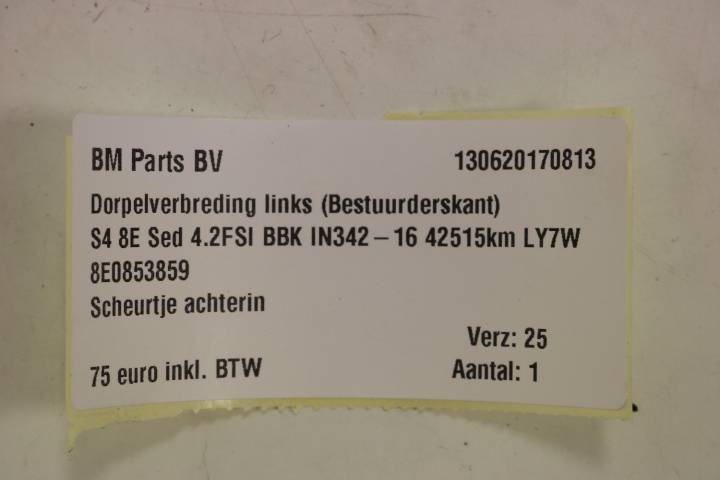 BM Parts BV 130620170813
Dorpelverbreding links (Bestuurderskant)
S4 8E Sed 4.2FSI BBK IN342 – 16 42515km LY7W
8E0853859
Scheurtje achterin
Verz: 25
75 euro inkl. BTW Aantal: 1